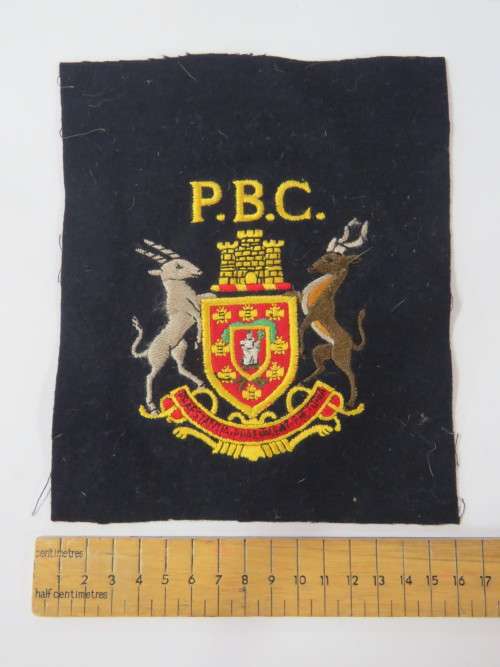 P.B.C.
centimetres
1 2 3 4 5 6 7 8 9 10 11 12 13 14 15 16 17
half centimetres